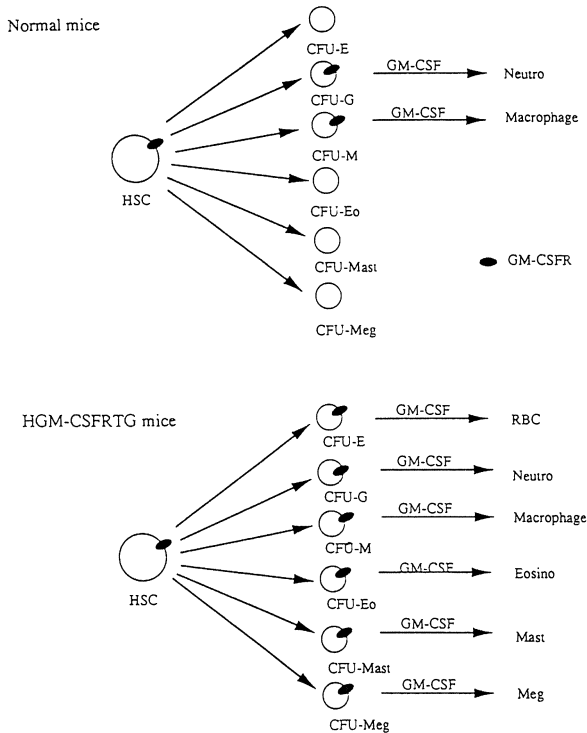 Normal mice
CFU-E
GM-CSF
Neutro
CFU-G
GM-CSF
Macrophage
CFU-M
HSC
CFU-Eo
GM-CSFR
CFU-Mast
CFU-Meg
HGM-CSFRTG mice
GM-CSF
RBC
CFU-E
GM-CSF
Neutro
CFU-G
GM-CSF
Macrophage
CFU-M
GM-CSF
Eosino
HSC
CFU-Eo
GM-CSF
Mast
CFU-Mast
GM-CSF
Meg
CFU-Meg